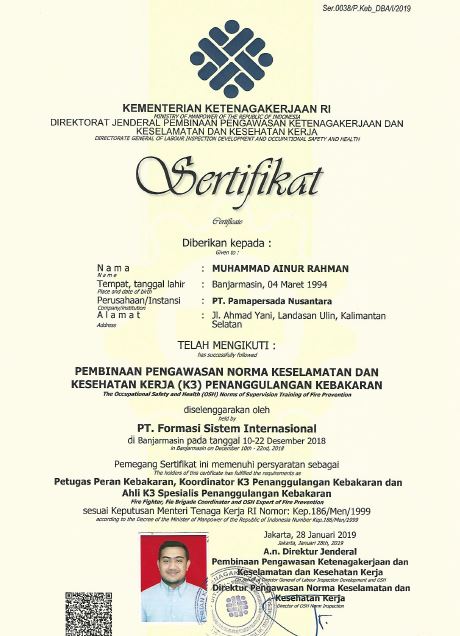 Ser.0038/P.Keb_DBA/I/2019
KEMENTERIAN KETENAGAKERJAAN RI
MINISTRY OF MANPOWER OF THE REPUBLIC OF INDONESIA
DIREKTORAT JENDERAL PEMBINAAN PENGAWASAN KETENAGAKERJAAN DAN
KESELAMATAN DAN KESEHATAN KERJA
DIRECTORATE GENERAL OF LABOUR INSPECTION DEVELOPMENT AND OCCUPATIONAL SAFETY AND HEALTH
Sertifikat
Certificate
Diberikan kepada :
Given to :
Nama : MUHAMMAD AINUR RAHMAN
Name
Tempat, tanggal lahir : Banjarmasin, 04 Maret 1994
Place and date of birth
Perusahaan/Instansi : PT. Pamapersada Nusantara
Company/Institution
Alamat : Jl. Ahmad Yani, Landasan Ulin, Kalimantan
Address Selatan
TELAH MENGIKUTI :
has successfully followed
PEMBINAAN PENGAWASAN NORMA KESELAMATAN DAN
KESEHATAN KERJA (K3) PENANGGULANGAN KEBAKARAN
The Occupational Safety and Health (OSH) Norms of Supervision Training of Fire Prevention
diselenggarakan oleh
held by
PT. Formasi Sistem Internasional
di Banjarmasin pada tanggal 10-22 Desember 2018
in Banjarmasin on December 10th - 22nd, 2018
Pemegang Sertifikat ini memenuhi persyaratan sebagai
The holders of this certificate has fulfilled the requirements as
Petugas Peran Kebakaran, Koordinator K3 Penanggulangan Kebakaran dan
Ahli K3 Spesialis Penanggulangan Kebakaran
Fire Fighter, Fie Brigade Coordinator and OSH Expert of Fire Prevention
sesuai Keputusan Menteri Tenaga Kerja RI Nomor: Kep.186/Men/1999
according to the Decree of the Minister of Manpower of the Republic of Indonesia Number Kep.186/Men/1999
Jakarta, 28 Januari 2019
Jakarta, January 28th, 2019
A.n. Direktur Jenderal
Pembinaan Pengawasan Ketenagakerjaan dan
Keselamatan dan Kesehatan Kerja
Director General of Labour Inspection Development and OSH
Direktur Pengawasan Norma Keselamatan dan
Kesehatan Kerja
Director of OSH Norm Inspection